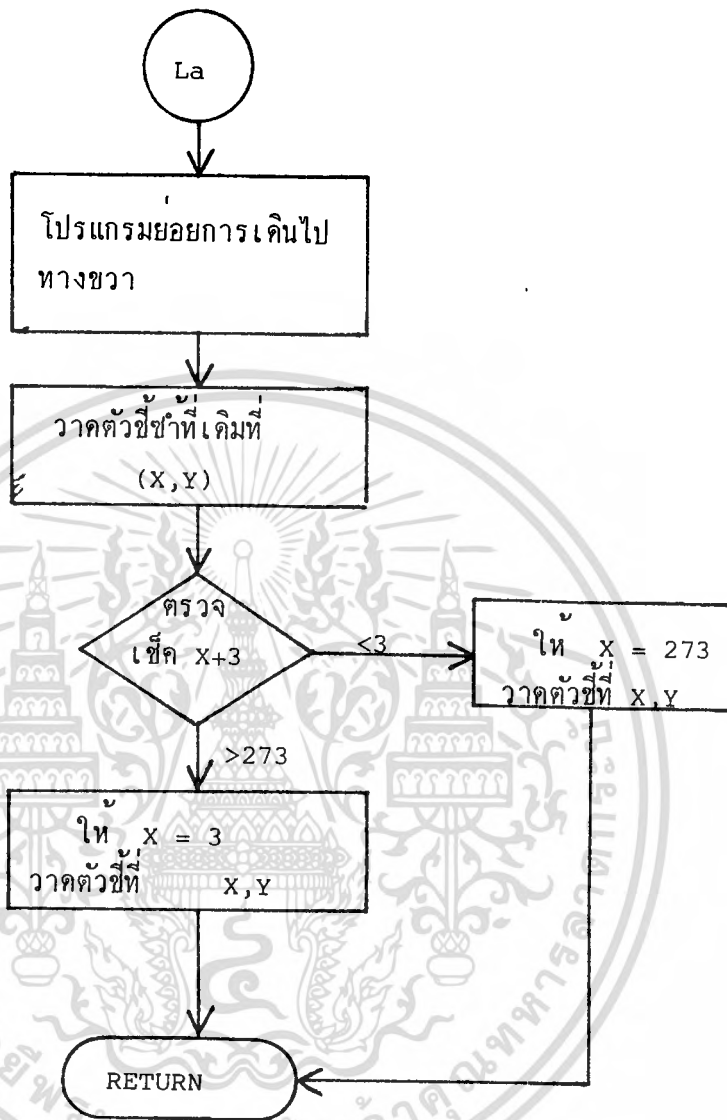 La
โปรแกรมย่อยการเดินไป
ทางขวา
วาดตัวชี้ซ้ำที่เดิมที่
(X,Y)
ตรวจ
เช็ค X+3
<3
ให้ X = 273
วาดตัวชี้ที่ X,Y
>273
ให้ X = 3
วาดตัวชี้ที่ X,Y
RETURN